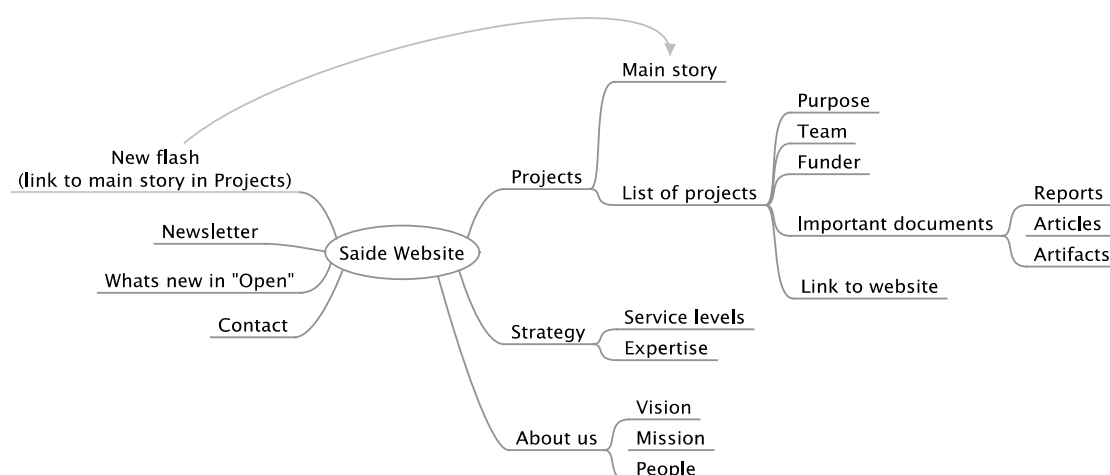 Main story
Purpose
Team
New flash
(link to main story in Projects)
Funder
Projects
List of projects
Reports
Important documents
Articles
Newsletter
Saide Website
Artifacts
Whats new in "Open"
Link to website
Contact
Strategy
Service levels
Expertise
Vision
About us
Mission
People